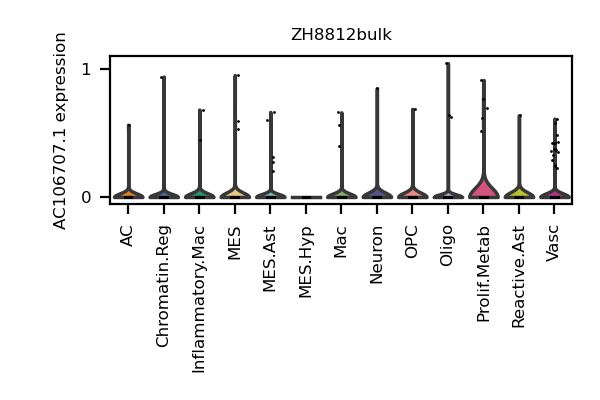 ZH8812bulk
AC106707.1 expression
1
0
AC
Chromatin.Reg
Inflammatory.Mac
MES
MES.Ast
MES.Hyp
Mac
Neuron
OPC
Oligo
Prolif.Metab
Reactive.Ast
Vasc